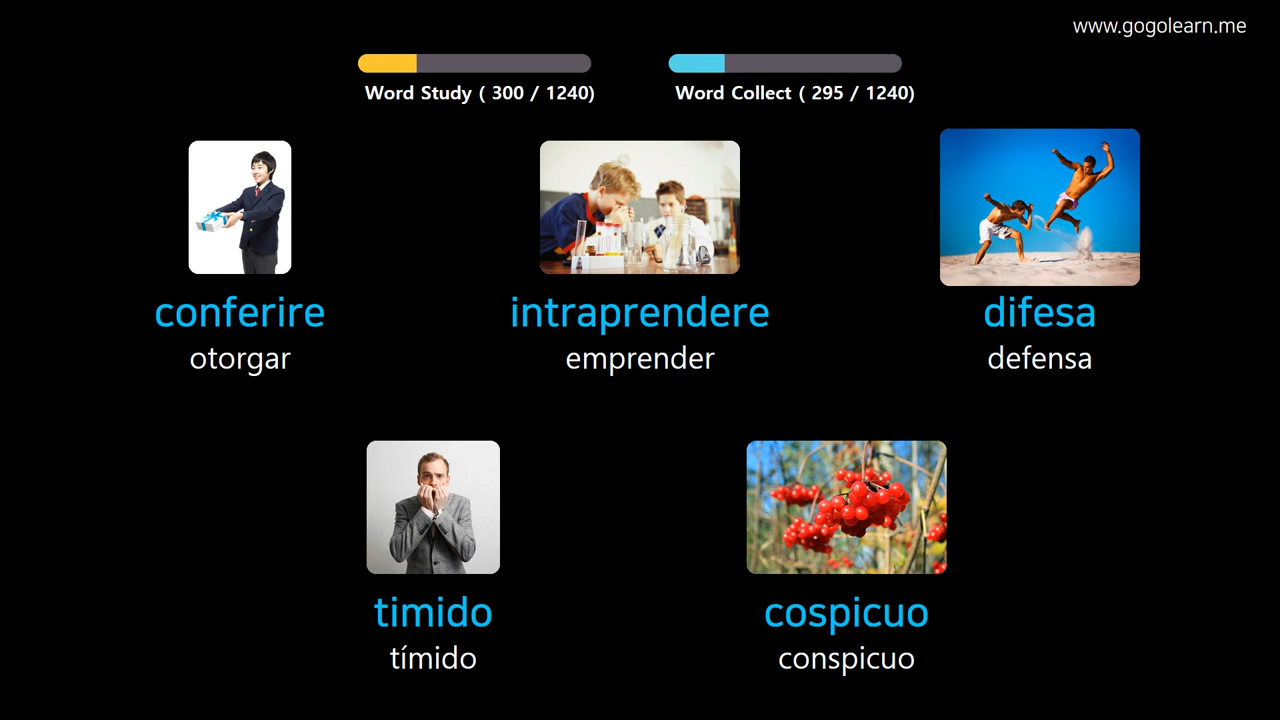 www.gogolearn.me
Word Study ( 300 / 1240)
Word Collect ( 295 / 1240)
conferire
otorgar
intraprendere
emprender
difesa
defensa
timido
tímido
cospicuo
conspicuo